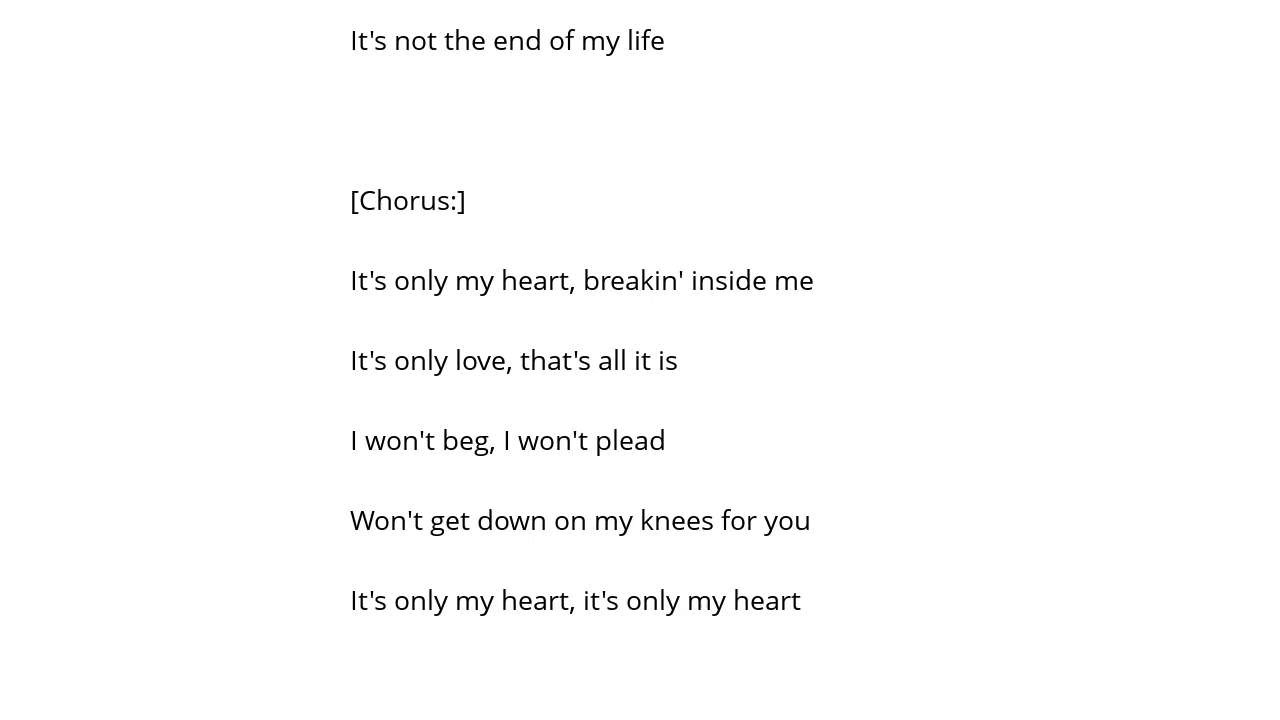 It's not the end of my life
[Chorus:]
It's only my heart, breakin' inside me
It's only love, that's all it is
I won't beg, I won't plead
Won't get down on my knees for you
It's only my heart, it's only my heart